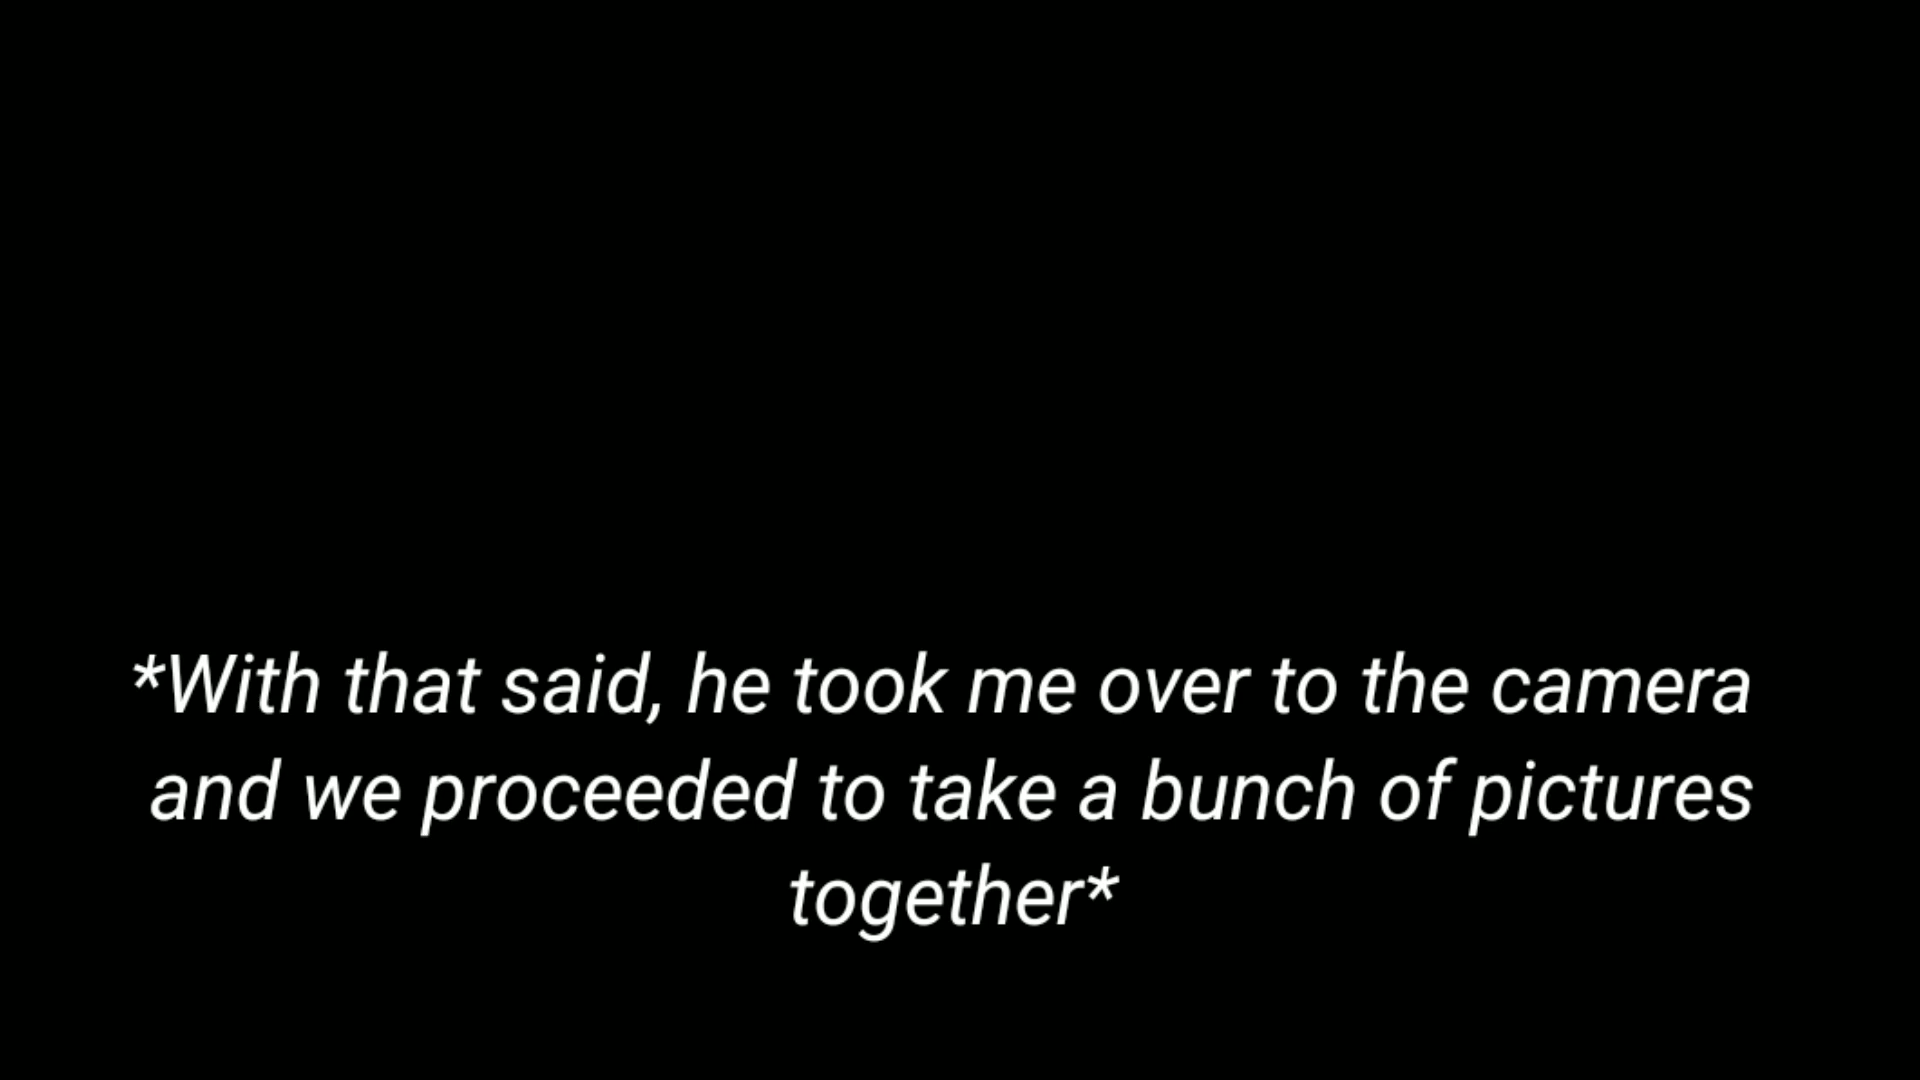 *With that said, he took me over to the camera
and we proceeded to take a bunch of pictures
together*